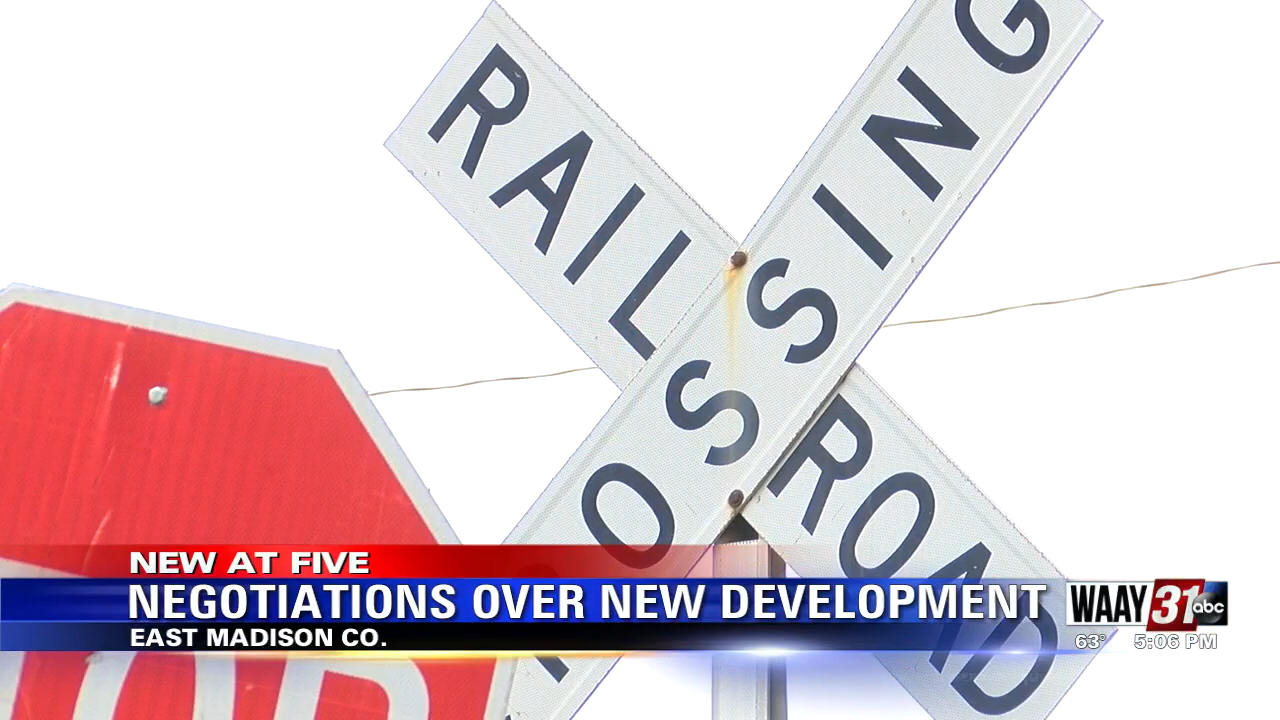 RAILROAD
CROSSING
TOP
NEW AT FIVE
NEGOTIATIONS OVER NEW DEVELOPMENT
EAST MADISON CO.
WAAY 31 abc
63° 5:06 PM